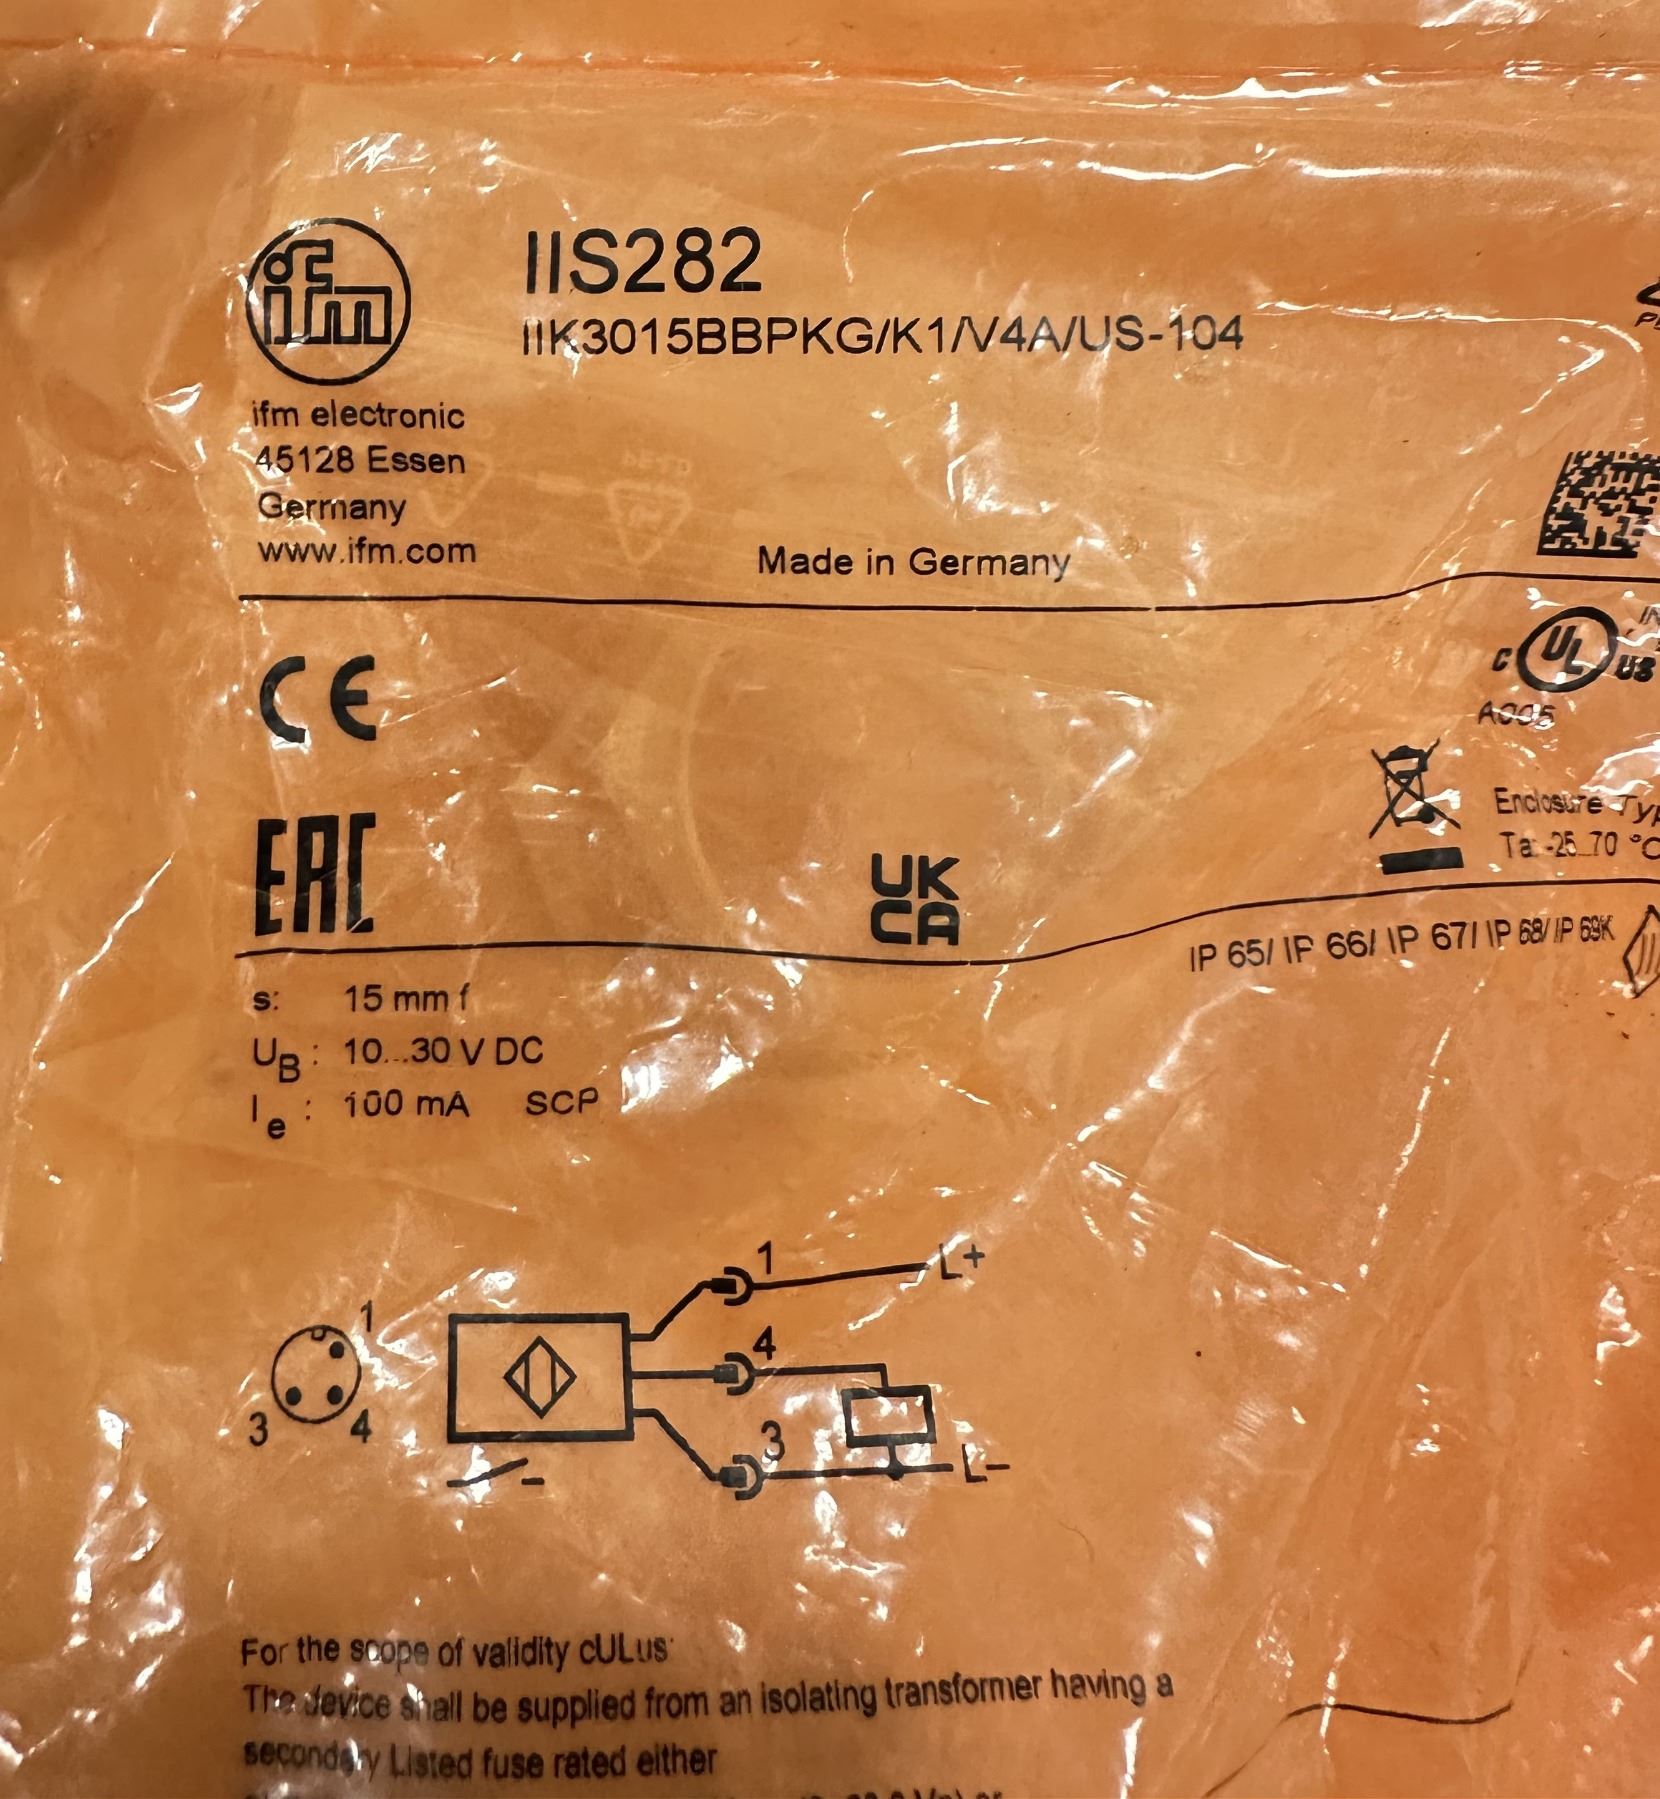 ifm
IIS282
IIK3015BBPKG/K1/V4A/US-104
ifm electronic
45128 Essen
Germany
www.ifm.com
Made in Germany
CE
C UL US
A005
EAC
UK
CA
Enclosure
Ta: -25...70 °C
IP 65/ IP 66/ IP 67/ IP 68/ IP 69K
s: 15 mm f
UB : 10...30 V DC
Ie : 100 mA SCP
1
3
4
1 L+
4
3 L-
For the scope of validity cULus:
The device shall be supplied from an isolating transformer having a
secondary Listed fuse rated either